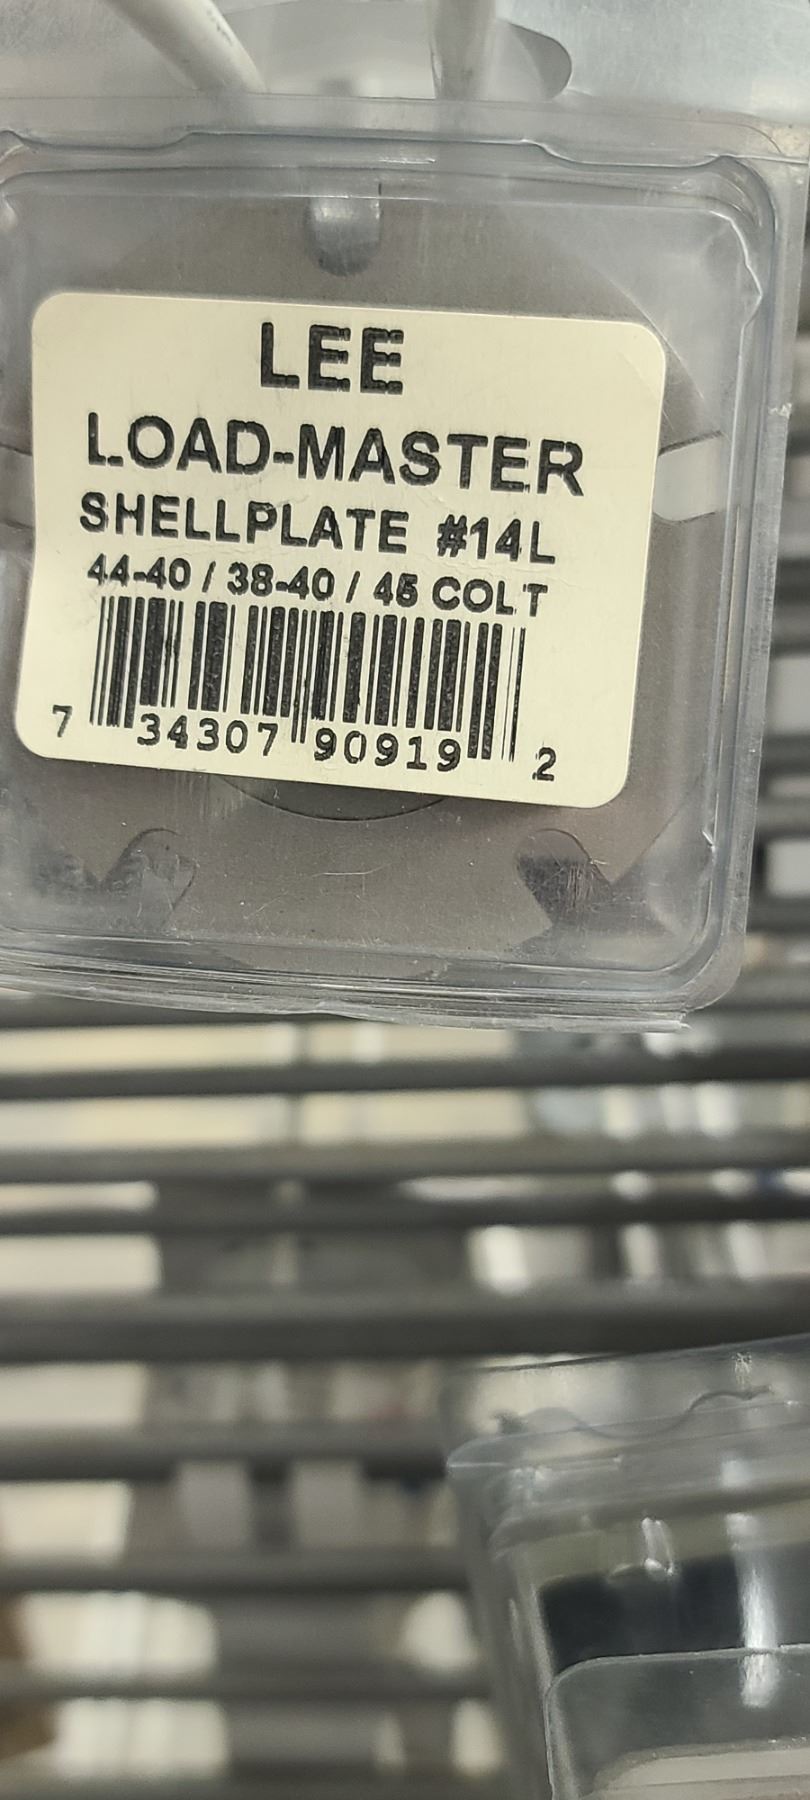 LEE
LOAD-MASTER
SHELLPLATE #14L
44-40 / 38-40 / 45 COLT
7 34307 90919 2